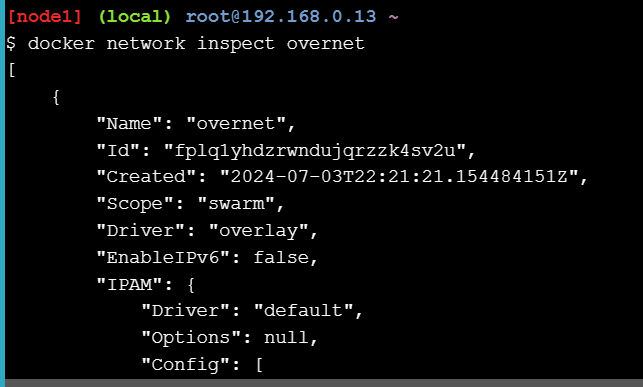 [node1] (local) root@192.168.0.13 ~
$ docker network inspect overnet
[
    {
        "Name": "overnet",
        "Id": "fplq1yhdzrwndujqrzzk4sv2u",
        "Created": "2024-07-03T22:21:21.154484151Z",
        "Scope": "swarm",
        "Driver": "overlay",
        "EnableIPv6": false,
        "IPAM": {
            "Driver": "default",
            "Options": null,
            "Config": [